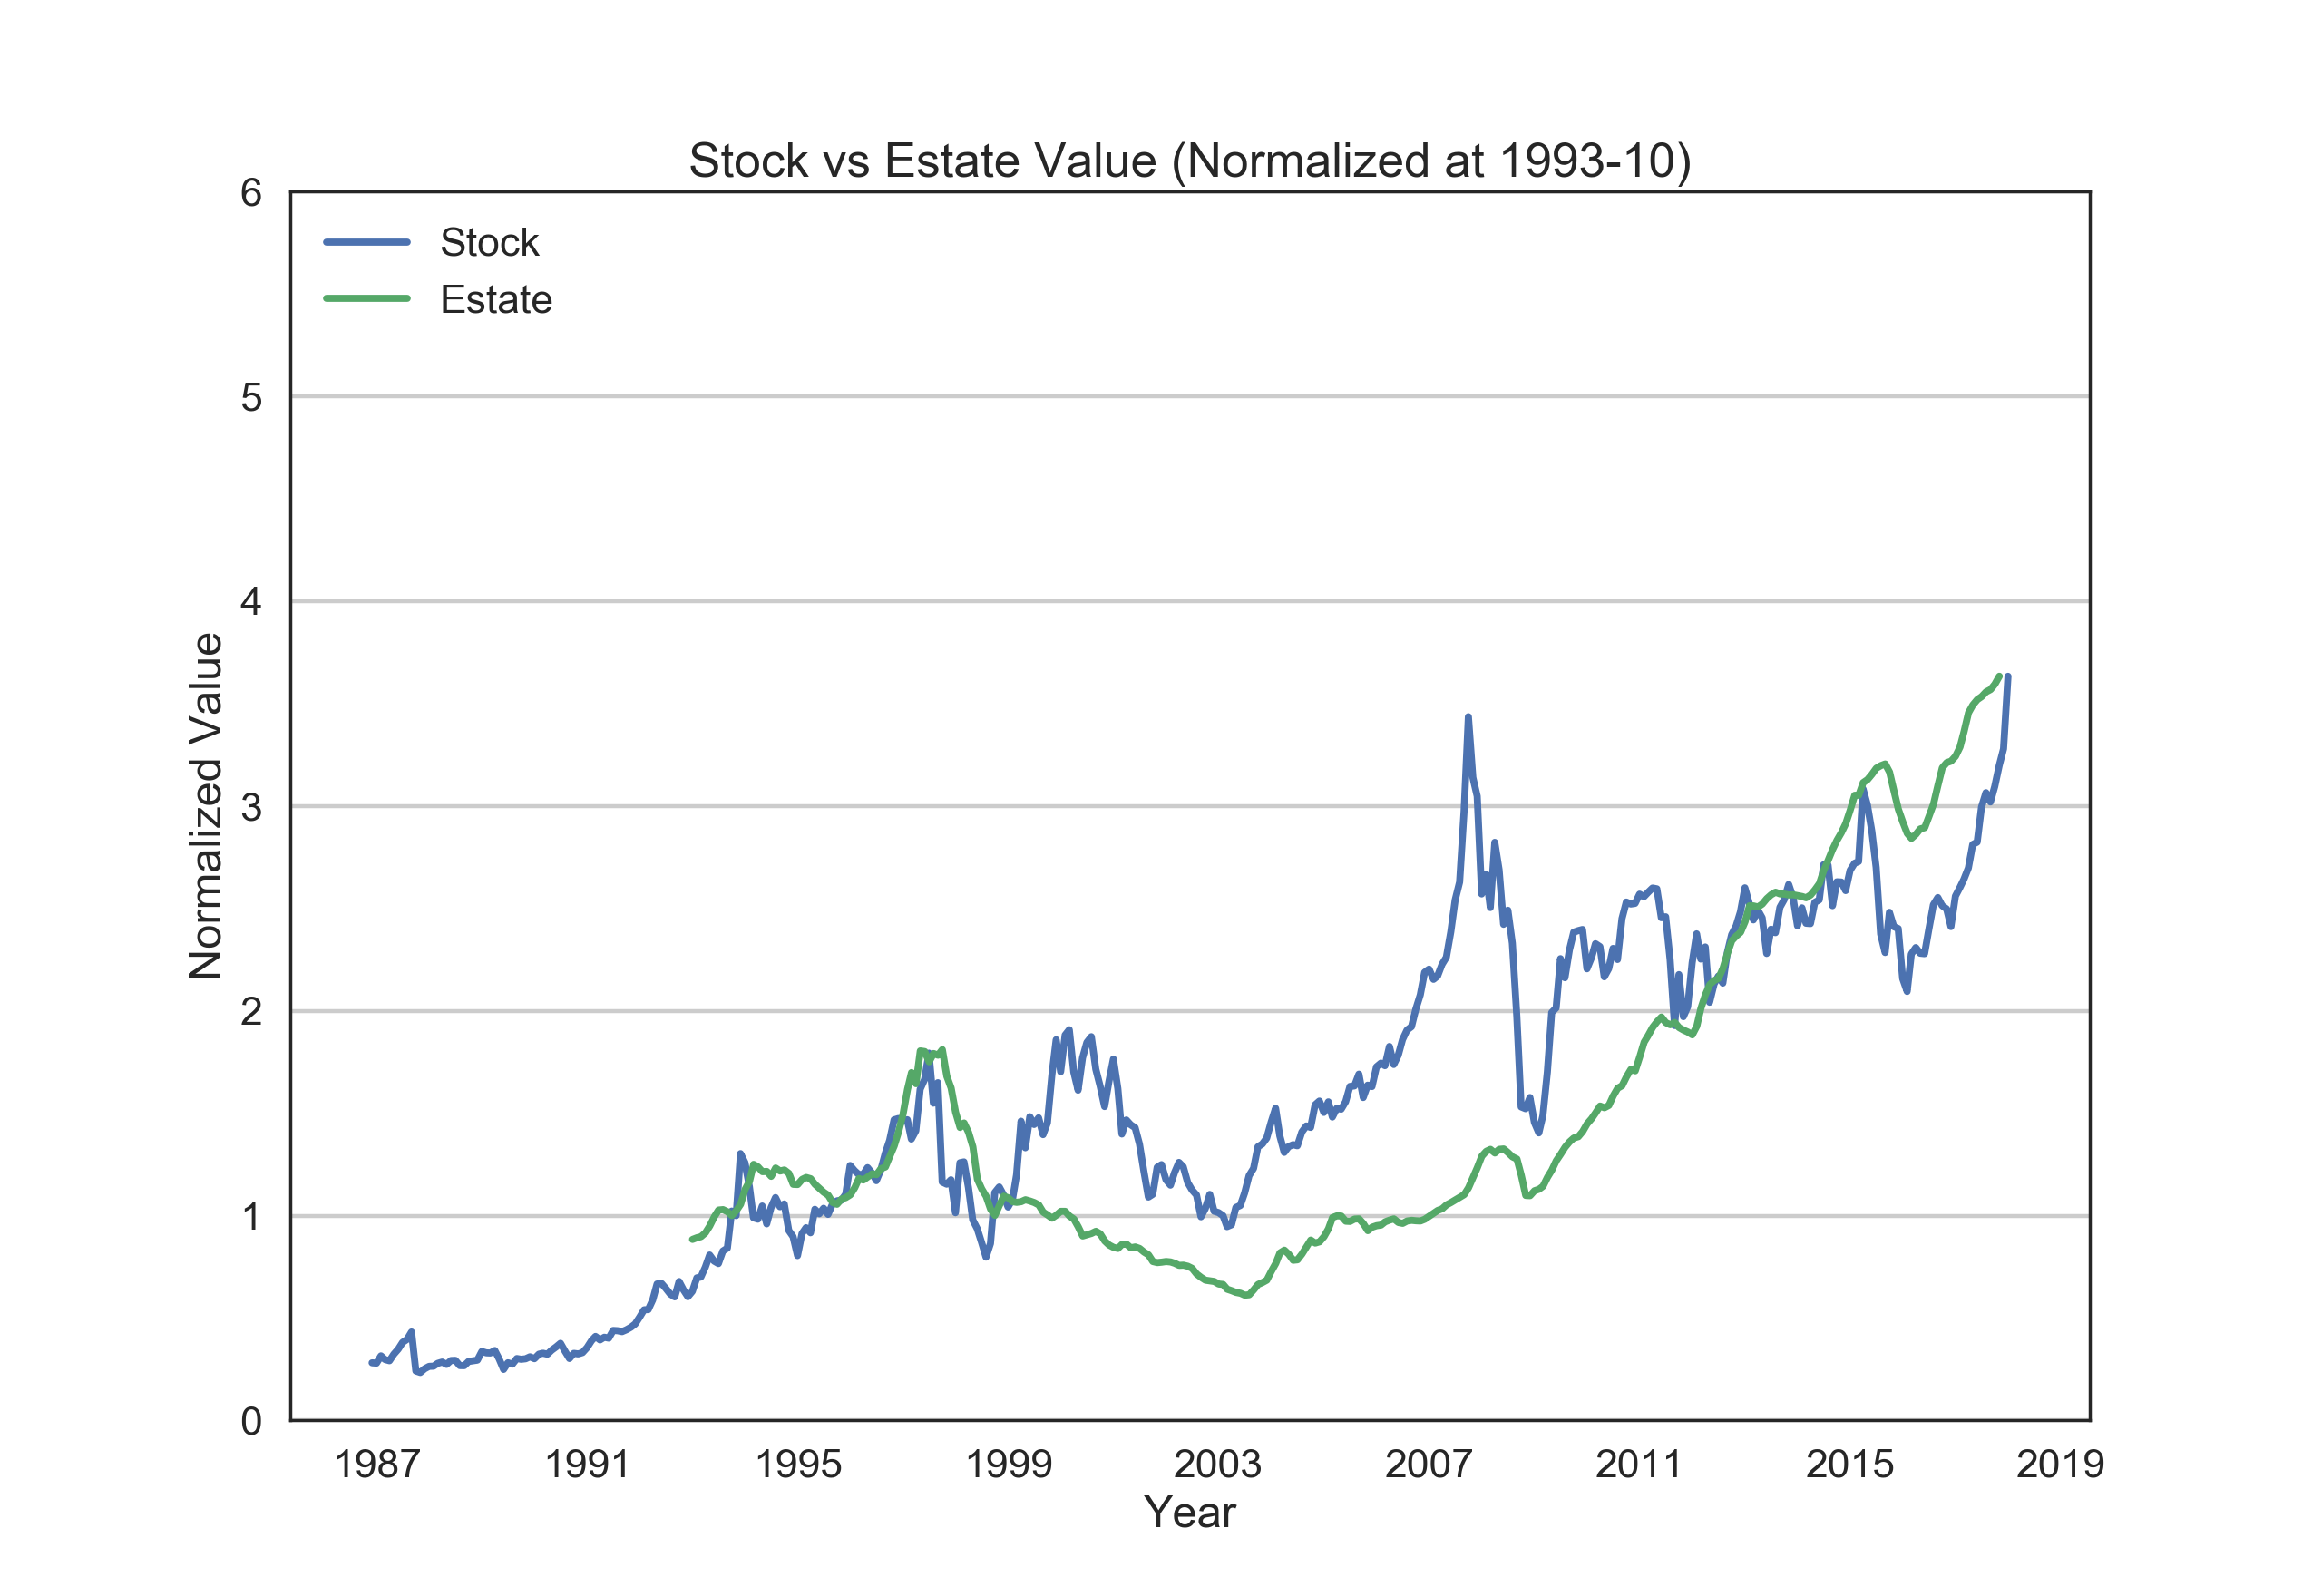 Stock vs Estate Value (Normalized at 1993-10)
6
Stock
Estate
5
4
3
2
1
0
Normalized Value
1987 1991 1995 1999 2003 2007 2011 2015 2019
Year